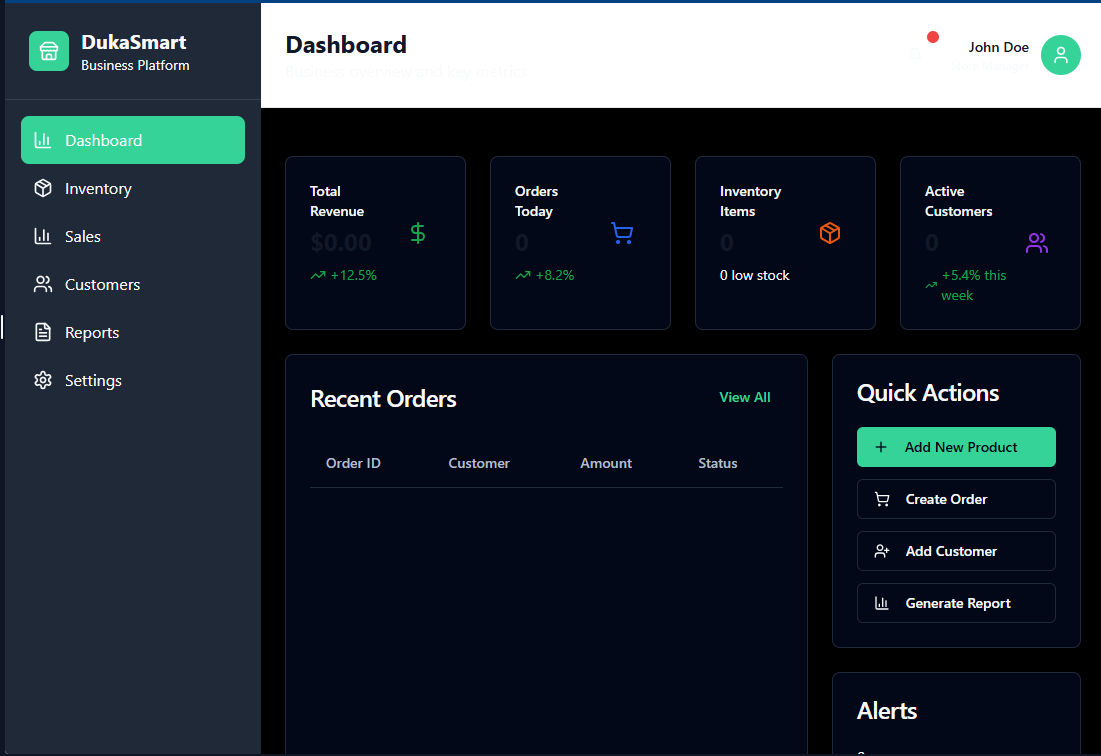 DukaSmart
Business Platform
Dashboard
Inventory
Sales
Customers
Reports
Settings
Dashboard
Business overview and key metrics
John Doe
Total
Revenue
$0.00
+12.5%
Orders
Today
0
+8.2%
Inventory
Items
0
0 low stock
Active
Customers
0
+5.4% this
week
Recent Orders
View All
Order ID
Customer
Amount
Status
Quick Actions
Add New Product
Create Order
Add Customer
Generate Report
Alerts